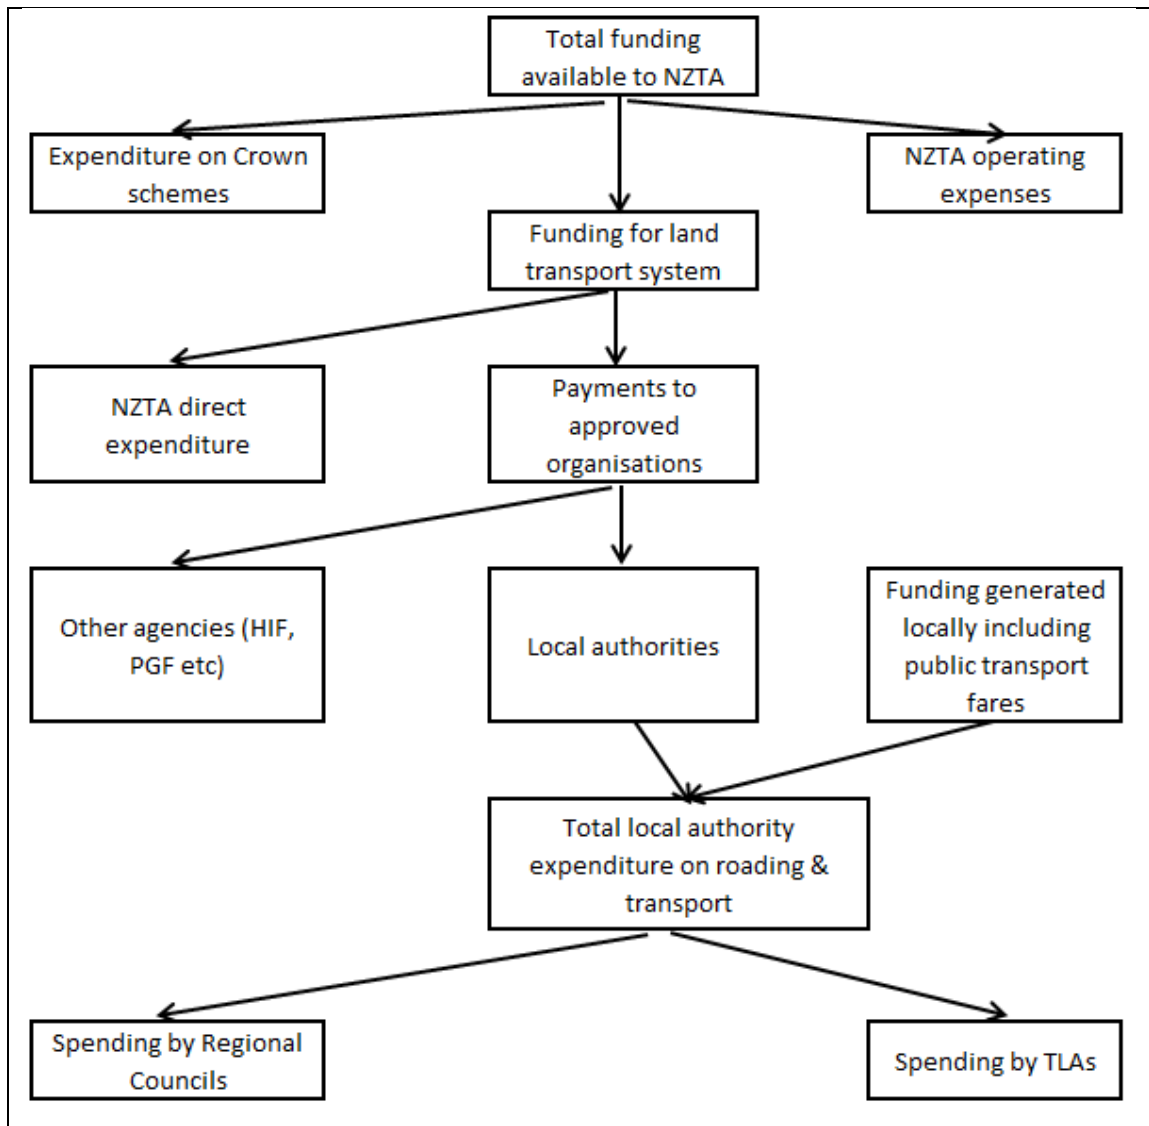 Total funding
available to NZTA
Expenditure on Crown
schemes
NZTA operating
expenses
Funding for land
transport system
NZTA direct
expenditure
Payments to
approved
organisations
Other agencies (HIF,
PGF etc)
Local authorities
Funding generated
locally including
public transport
fares
Total local authority
expenditure on roading &
transport
Spending by Regional
Councils
Spending by TLAs